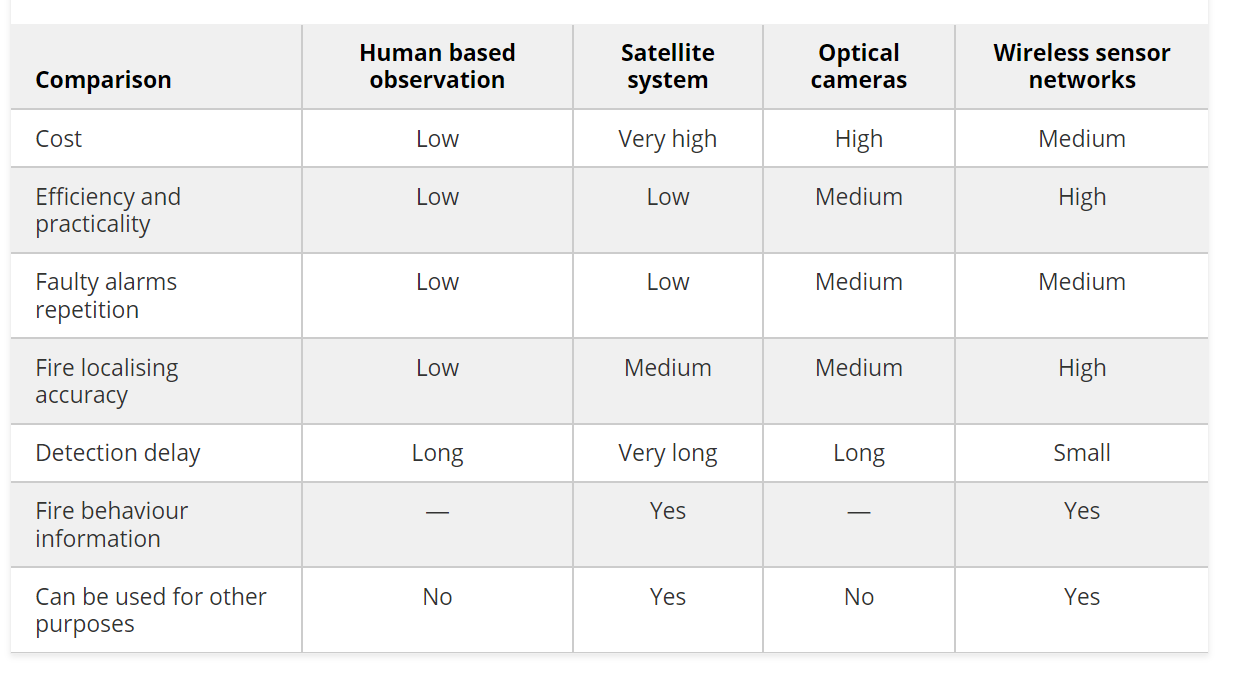 Comparison Human based observation Satellite system Optical cameras Wireless sensor networks
Cost Low Very high High Medium
Efficiency and practicality Low Low Medium High
Faulty alarms repetition Low Low Medium Medium
Fire localising accuracy Low Medium Medium High
Detection delay Long Very long Long Small
Fire behaviour information — Yes — Yes
Can be used for other purposes No Yes No Yes